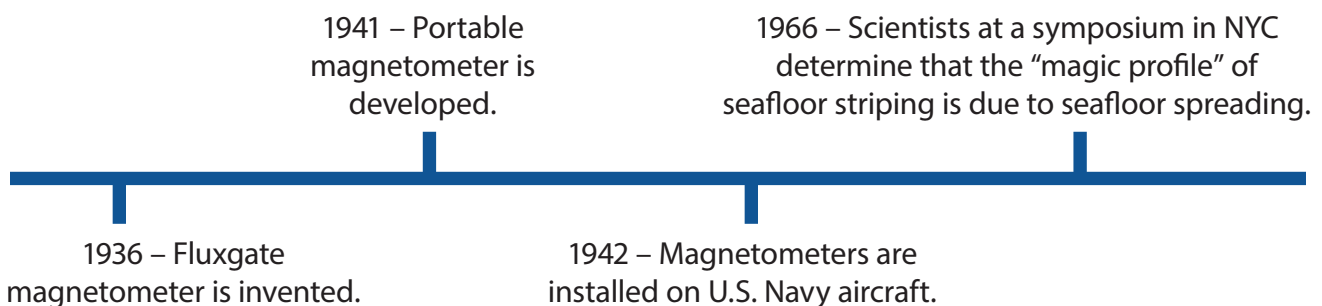 1941 – Portable
magnetometer is
developed.
1966 – Scientists at a symposium in NYC
determine that the “magic profile” of
seafloor striping is due to seafloor spreading.
1936 – Fluxgate
magnetometer is invented.
1942 – Magnetometers are
installed on U.S. Navy aircraft.